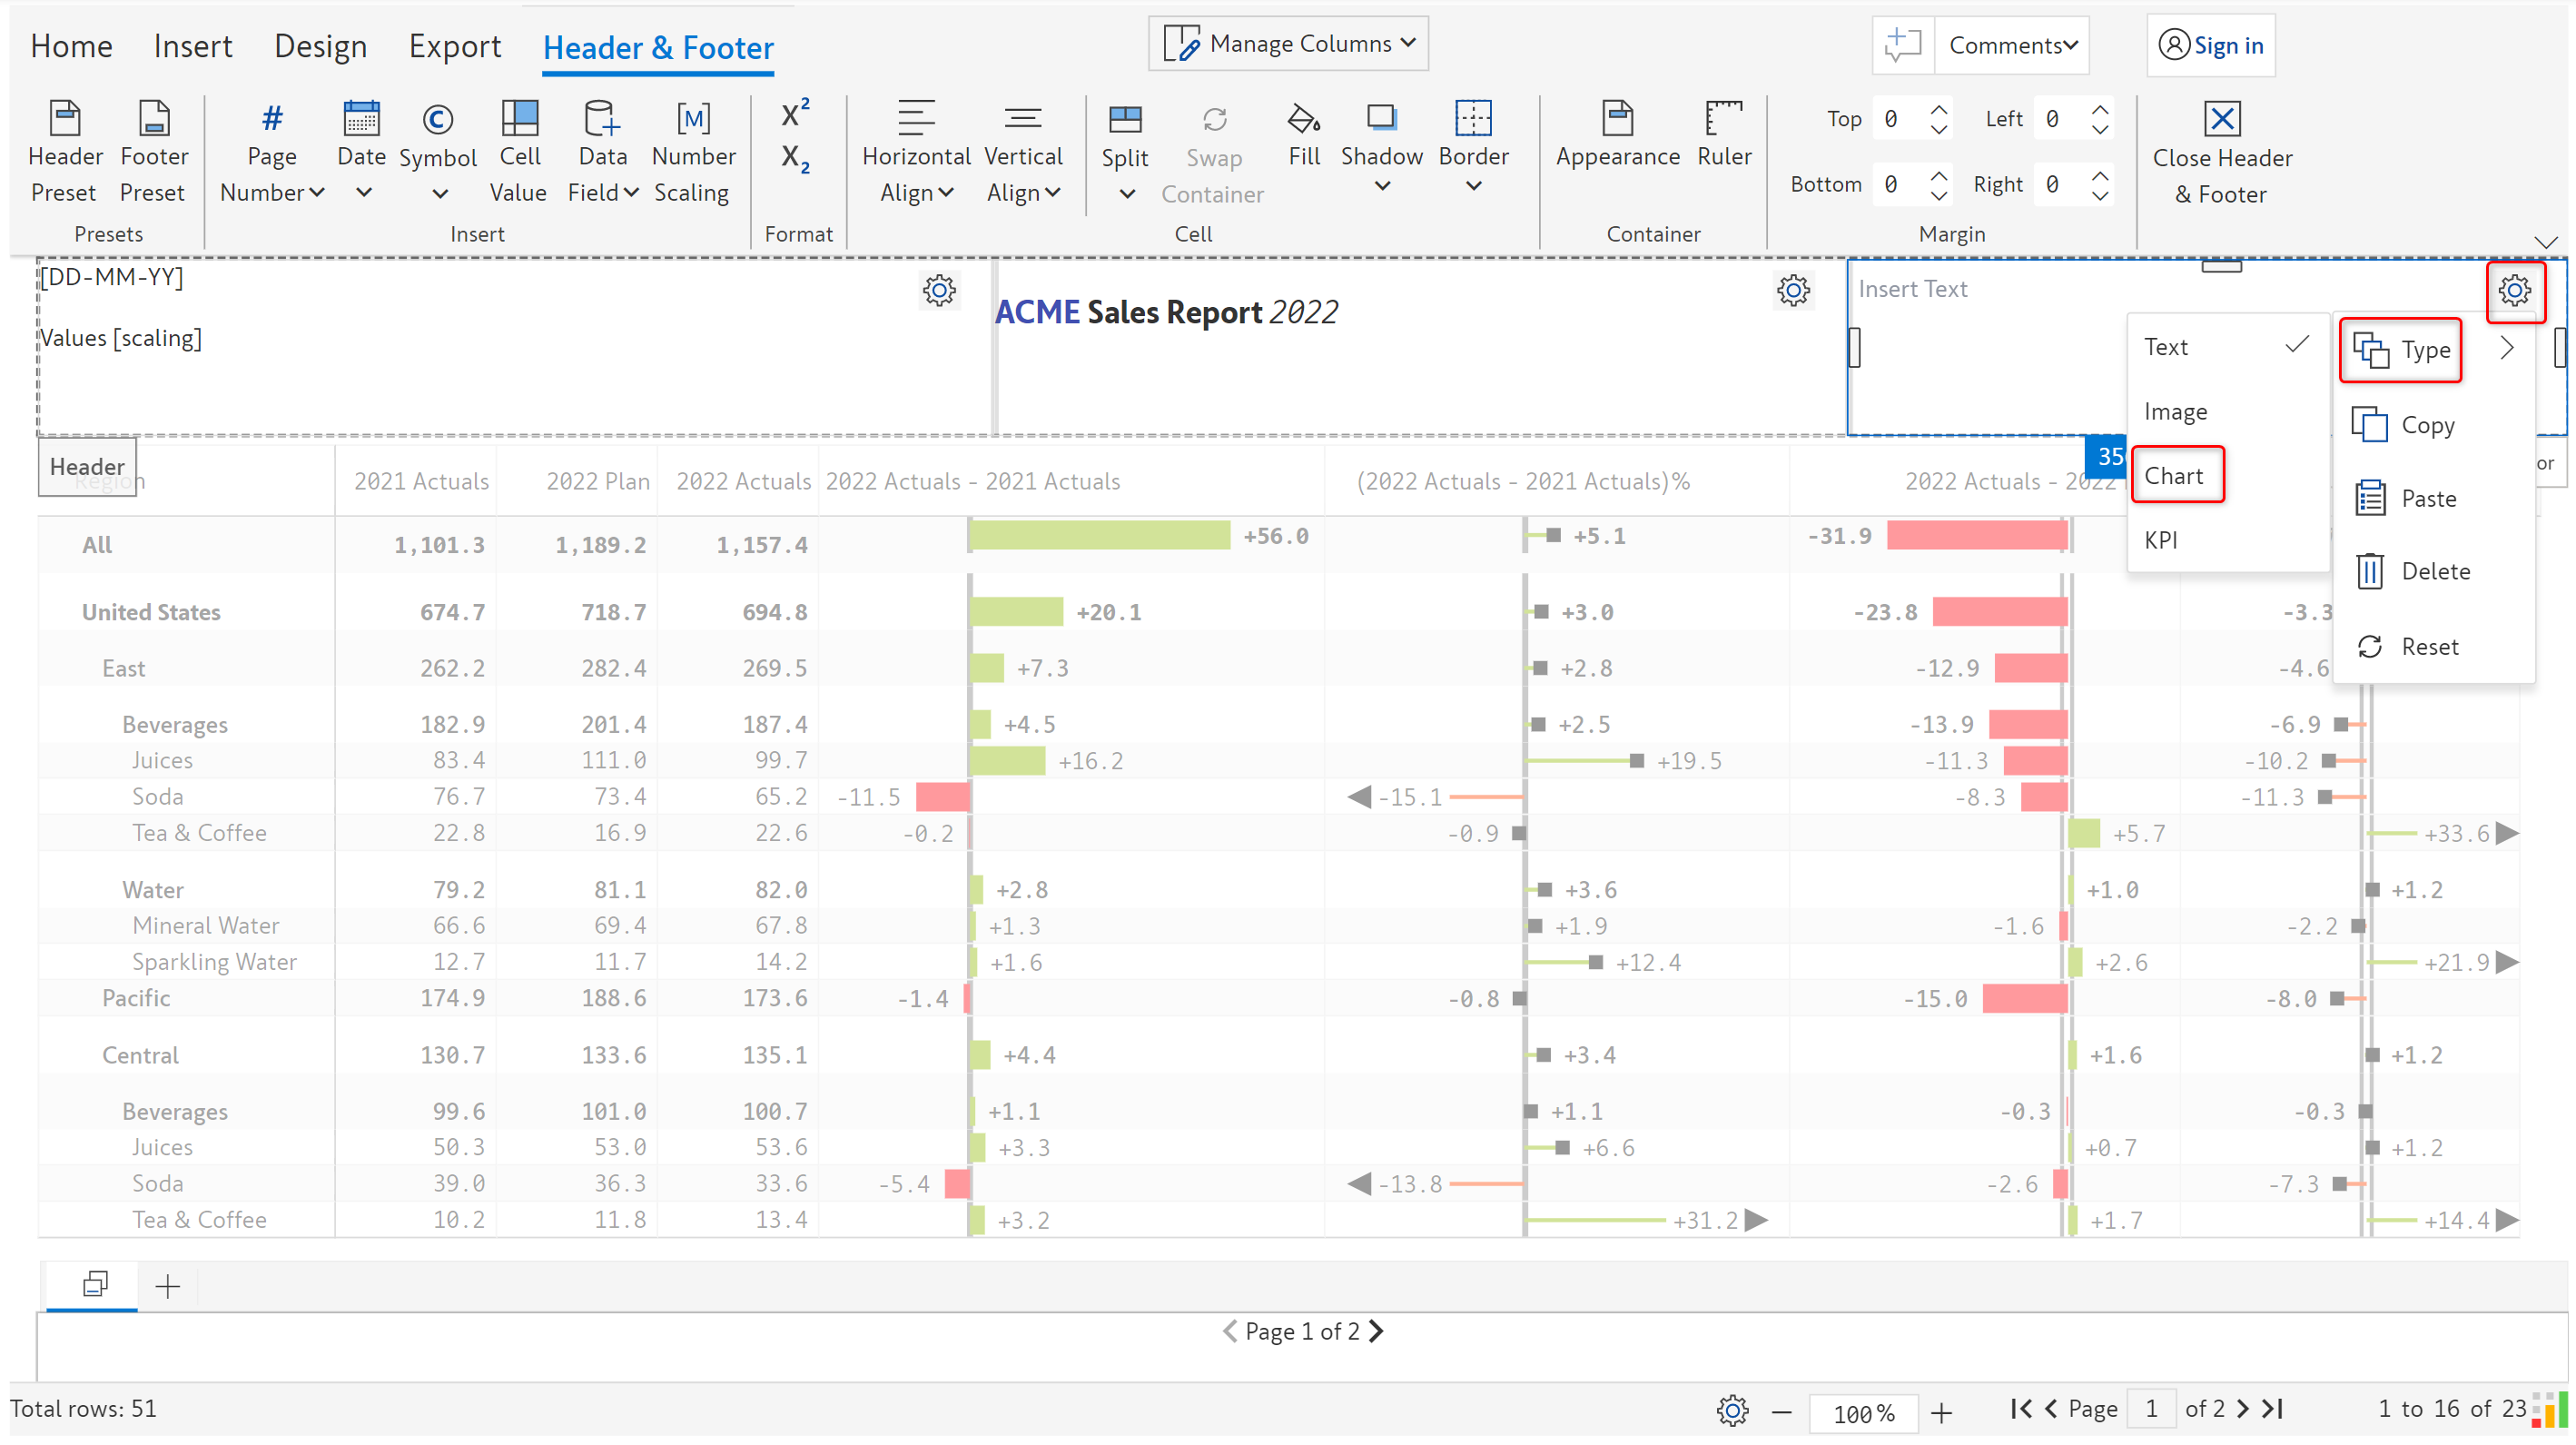 Home Insert Design Export Header & Footer Manage Columns Comments Sign in
Header Preset Footer Preset # Page Number Date © Symbol Cell Value Data Field [M] Number Scaling X² X₂ Horizontal Align Vertical Align Split Swap Container Fill Shadow Border Appearance Ruler Top 0 Left 0 Bottom 0 Right 0 Close Header & Footer
Presets Insert Format Cell Container Margin
[DD-MM-YY]
Values [scaling]
ACME Sales Report 2022
Insert Text
Text Type
Image Copy
Chart Paste
KPI Delete
Reset
Header
Region 2021 Actuals 2022 Plan 2022 Actuals 2022 Actuals - 2021 Actuals (2022 Actuals - 2021 Actuals)% 2022 Actuals - 2022
All 1,101.3 1,189.2 1,157.4 +56.0 +5.1 -31.9
United States 674.7 718.7 694.8 +20.1 +3.0 -23.8 -3.3
East 262.2 282.4 269.5 +7.3 +2.8 -12.9 -4.6
Beverages 182.9 201.4 187.4 +4.5 +2.5 -13.9 -6.9
Juices 83.4 111.0 99.7 +16.2 +19.5 -11.3 -10.2
Soda 76.7 73.4 65.2 -11.5 -15.1 -8.3 -11.3
Tea & Coffee 22.8 16.9 22.6 -0.2 -0.9 +5.7 +33.6
Water 79.2 81.1 82.0 +2.8 +3.6 +1.0 +1.2
Mineral Water 66.6 69.4 67.8 +1.3 +1.9 -1.6 -2.2
Sparkling Water 12.7 11.7 14.2 +1.6 +12.4 +2.6 +21.9
Pacific 174.9 188.6 173.6 -1.4 -0.8 -15.0 -8.0
Central 130.7 133.6 135.1 +4.4 +3.4 +1.6 +1.2
Beverages 99.6 101.0 100.7 +1.1 +1.1 -0.3 -0.3
Juices 50.3 53.0 53.6 +3.3 +6.6 +0.7 +1.2
Soda 39.0 36.3 33.6 -5.4 -13.8 -2.6 -7.3
Tea & Coffee 10.2 11.8 13.4 +3.2 +31.2 +1.7 +14.4
Page 1 of 2
Total rows: 51 100% Page 1 of 2 1 to 16 of 23